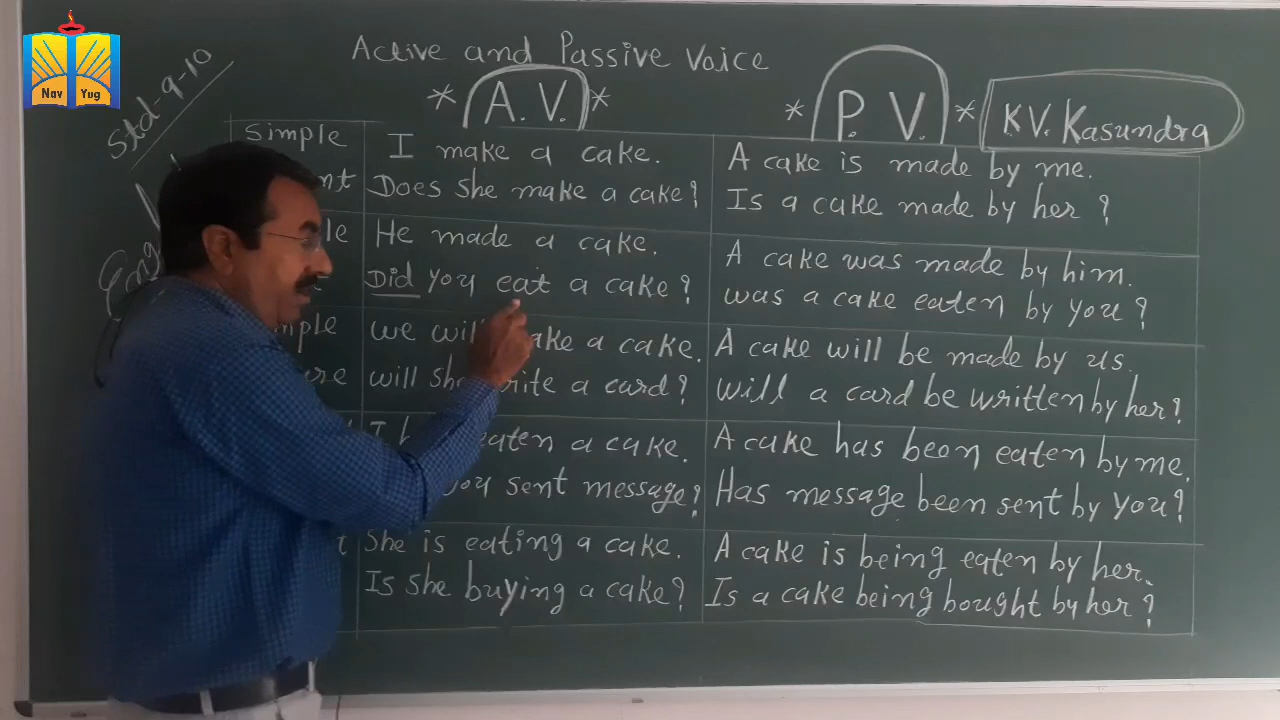 Nav Yug
Std-9-10
Eng
Active and Passive Voice
* A. V. *
* P. V. *
KV. Kasundra
Simple
I make a cake.
Does She make a cake?
A cake is made by me.
Is a cake made by her?
He made a cake.
Did you eat a cake?
A cake was made by him.
was a cake eaten by you?
we will a cake.
will a card?
A cake will be made by us.
Will a card be written by her?
I eaten a cake.
you sent message?
A cake has been eaten by me.
Has message been sent by you?
She is eating a cake.
Is She buying a cake?
A cake is being eaten by her.
Is a cake being bought by her?